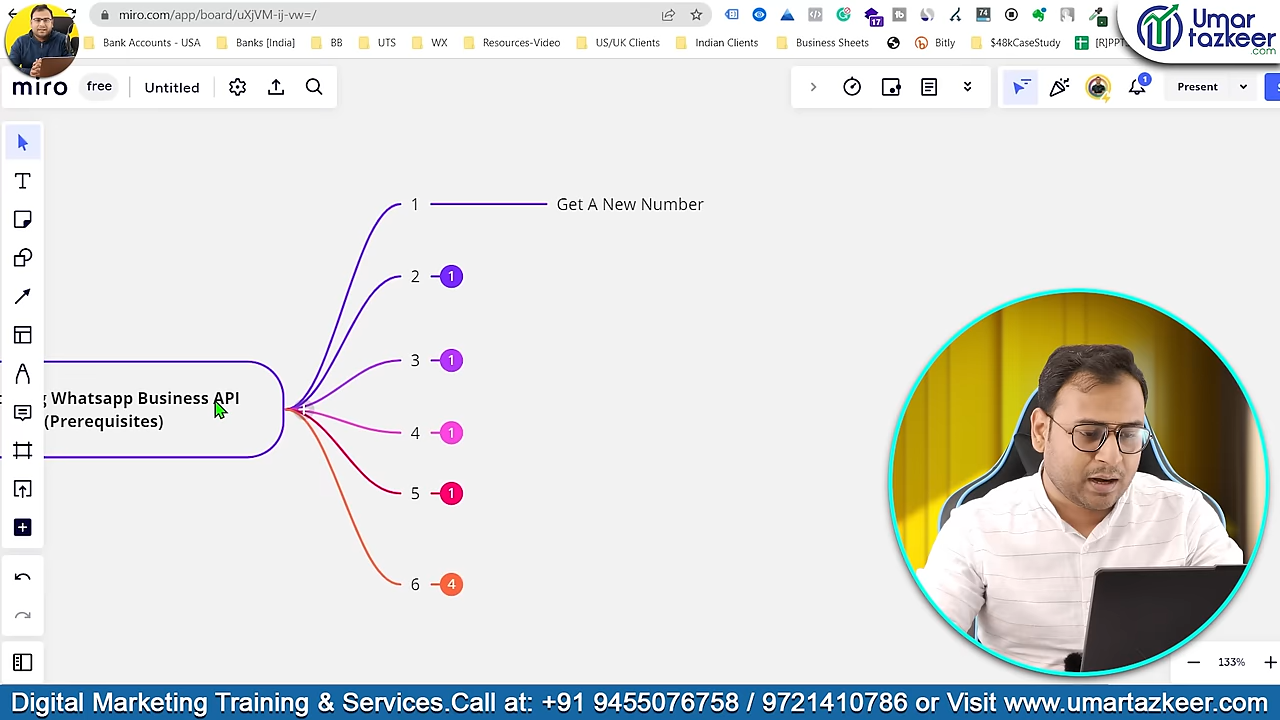 miro.com/app/board/uXjVM-ij-vw=/
74
17
Umar
tazkeer
.com
Bank Accounts - USA
Banks [India]
BB
UTS
WX
Resources-Video
US/UK Clients
Indian Clients
Business Sheets
Bitly
$48kCaseStudy
miro
free
Untitled
1
Present
1
Get A New Number
2
1
3
1
Whatsapp Business API
(Prerequisites)
4
1
5
1
6
4
133%
Digital Marketing Training & Services.Call at: +91 9455076758 / 9721410786 or Visit www.umartazkeer.com